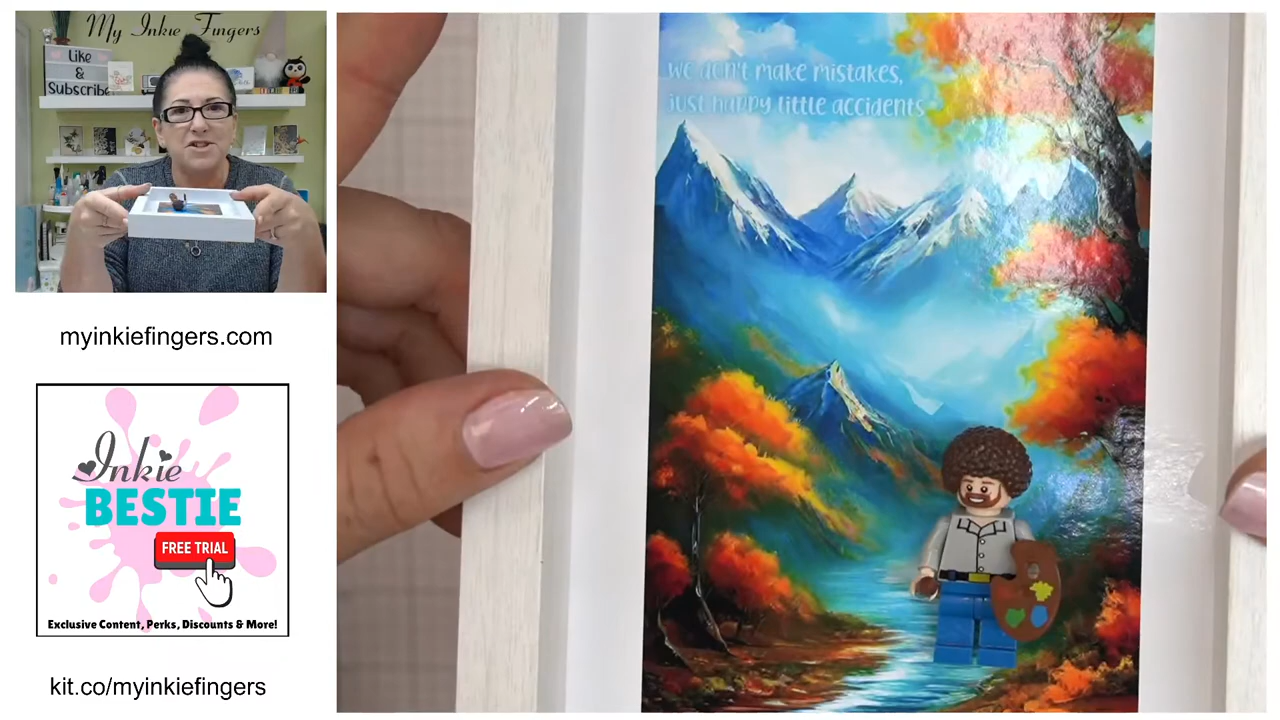 My Inkie Fingers
Like
&
Subscribe
myinkiefingers.com
Inkie
BESTIE
FREE TRIAL
Exclusive Content, Perks, Discounts & More!
kit.co/myinkiefingers
we don't make mistakes,
just happy little accidents